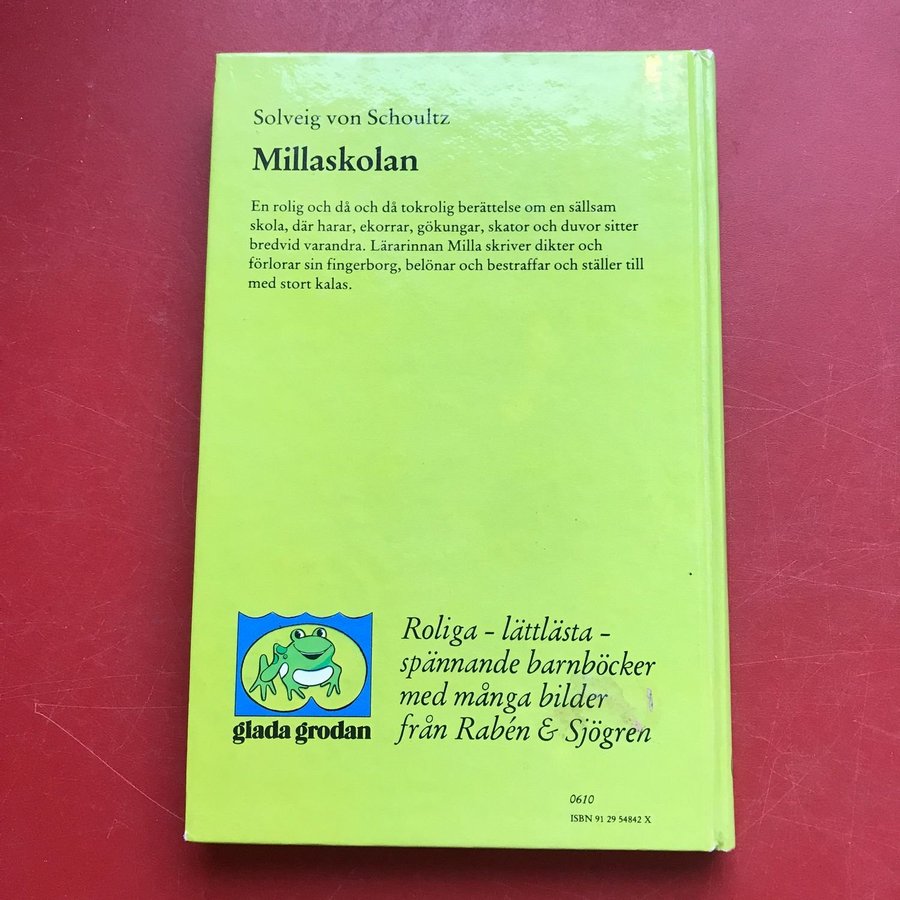 Solveig von Schoultz
Millaskolan
En rolig och då och då tokrolig berättelse om en sällsam
skola, där harar, ekorrar, gökungar, skator och duvor sitter
bredvid varandra. Lärarinnan Milla skriver dikter och
förlorar sin fingerborg, belönar och bestraffar och ställer till
med stort kalas.
glada grodan
Roliga – lättlästa –
spännande barnböcker
med många bilder
från Rabén & Sjögren
0610
ISBN 91 29 54842 X